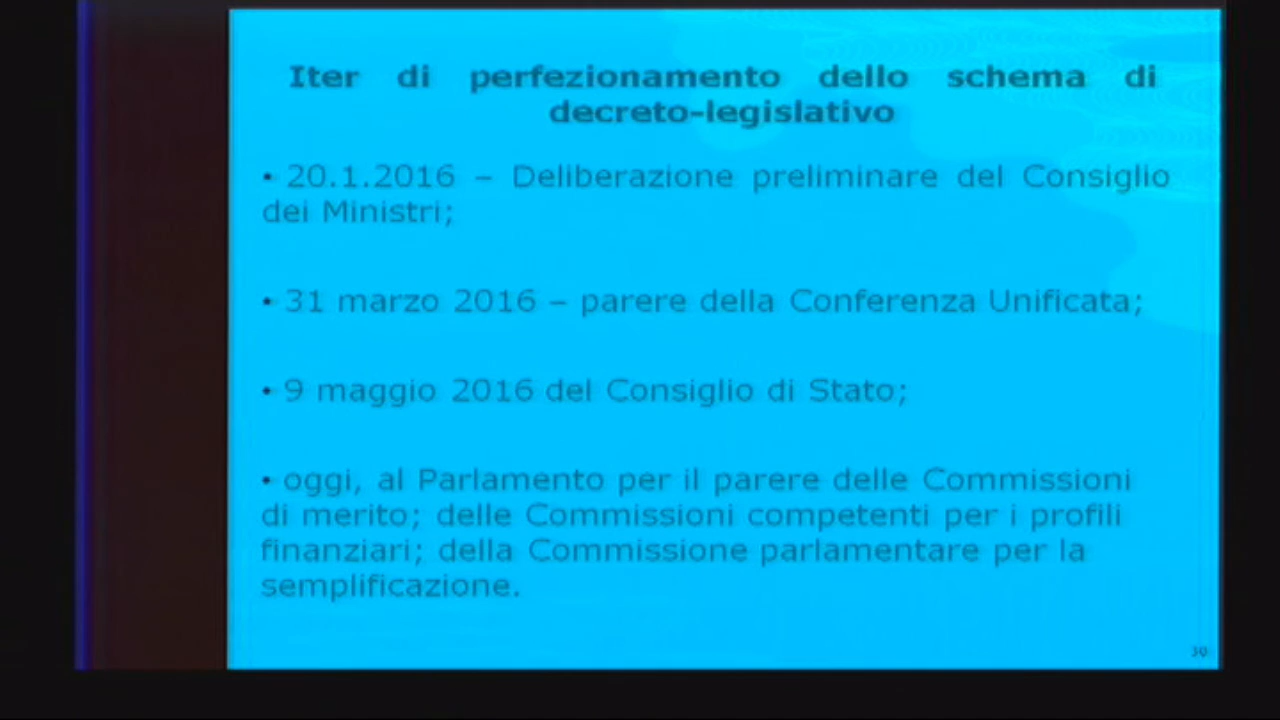 Iter di perfezionamento dello schema di
decreto-legislativo
• 20.1.2016 – Deliberazione preliminare del Consiglio
dei Ministri;
• 31 marzo 2016 – parere della Conferenza Unificata;
• 9 maggio 2016 del Consiglio di Stato;
• oggi, al Parlamento per il parere delle Commissioni
di merito; delle Commissioni competenti per i profili
finanziari; della Commissione parlamentare per la
semplificazione.